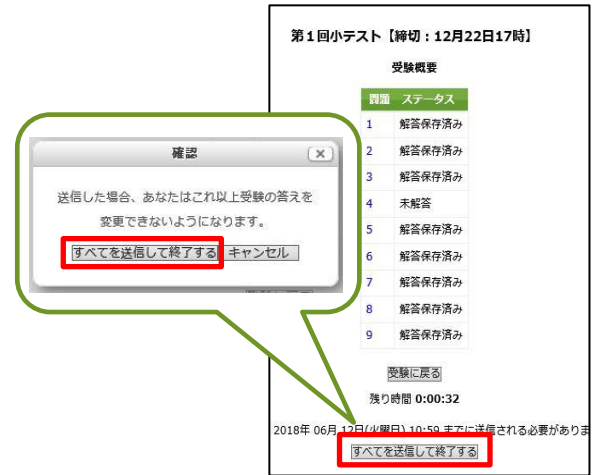 第1回小テスト【締切:12月22日17時】
受験概要
問題 ステータス
1 解答保存済み
2 解答保存済み
3 解答保存済み
4 未解答
5 解答保存済み
6 解答保存済み
7 解答保存済み
8 解答保存済み
9 解答保存済み
受験に戻る
残り時間 0:00:32
2018年 06月 12日(火曜日) 10:59 までに送信される必要がありま
すべてを送信して終了する
確認
送信した場合、あなたはこれ以上受験の答えを
変更できないようになります。
すべてを送信して終了する キャンセル